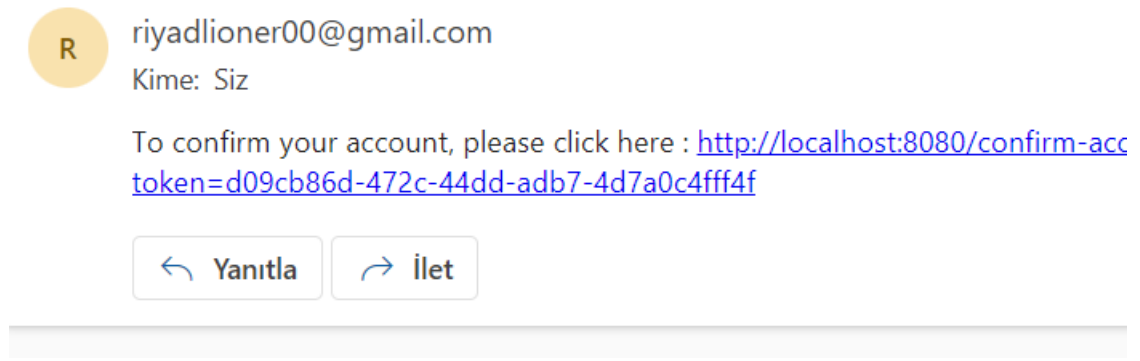 R
riyadlioner00@gmail.com
Kime: Siz
To confirm your account, please click here : http://localhost:8080/confirm-acc
token=d09cb86d-472c-44dd-adb7-4d7a0c4fff4f
Yanıtla
İlet